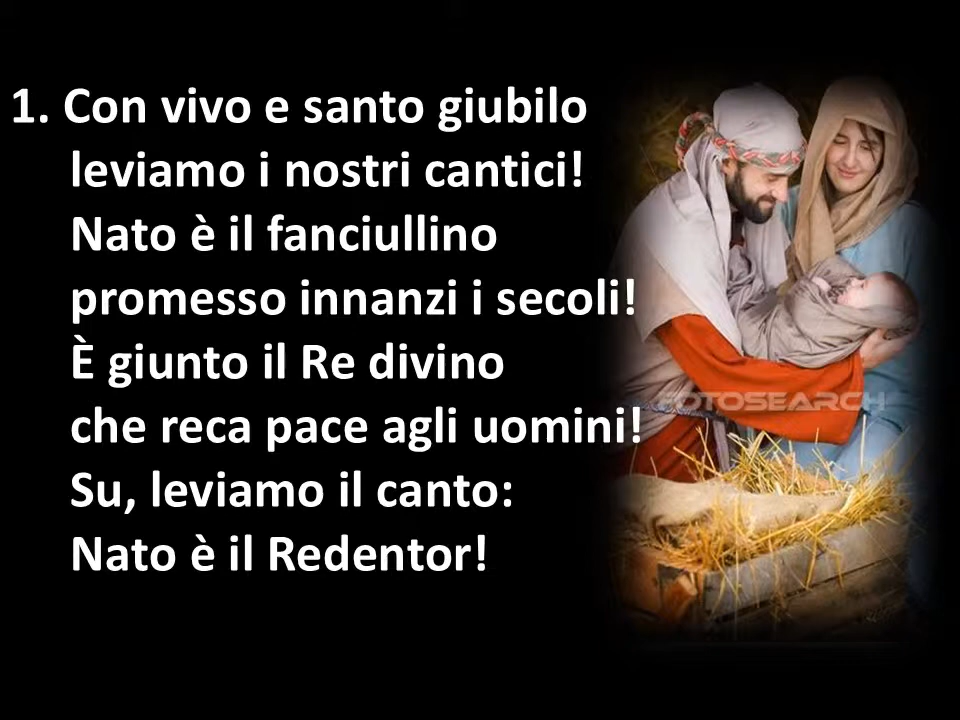 1. Con vivo e santo giubilo
leviamo i nostri cantici!
Nato è il fanciullino
promesso innanzi i secoli!
È giunto il Re divino
che reca pace agli uomini!
Su, leviamo il canto:
Nato è il Redentor!
FOTOSEARCH